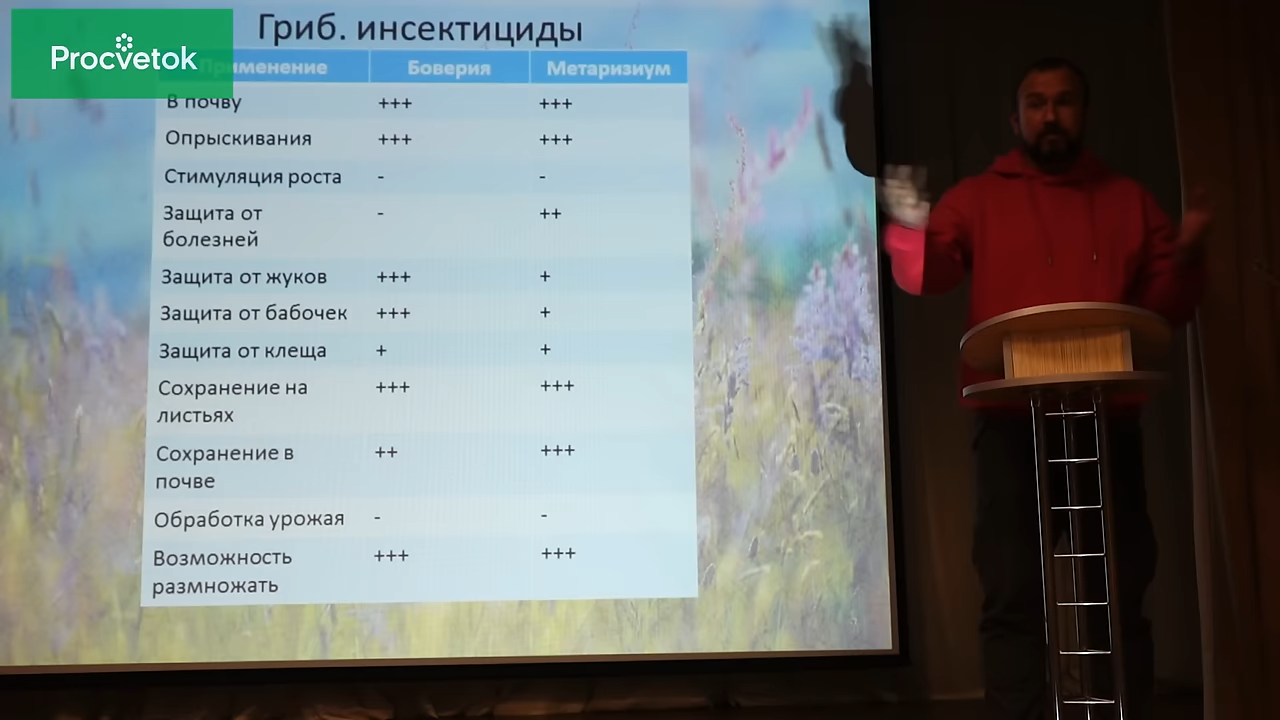 Procvetok
Гриб. инсектициды
Применение Боверия Метаризиум
В почву +++ +++
Опрыскивания +++ +++
Стимуляция роста - -
Защита от
болезней - ++
Защита от жуков +++ +
Защита от бабочек +++ +
Защита от клеща + +
Сохранение на
листьях +++ +++
Сохранение в
почве ++ +++
Обработка урожая - -
Возможность
размножать +++ +++